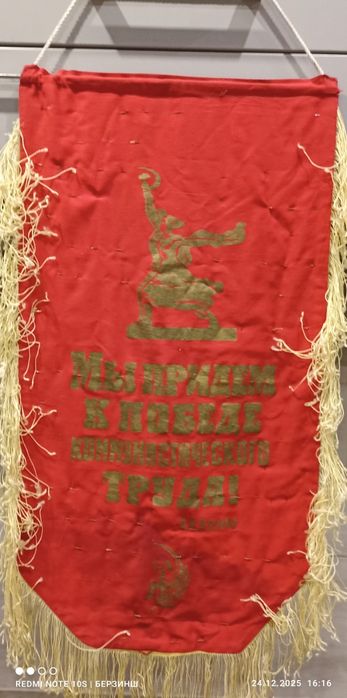 МЫ ПРИДЕМ
К ПОБЕДЕ
КОММУНИСТИЧЕСКОГО
ТРУДА!
REDMI NOTE 10S | БЕРЗИНШ
24.12.2025 16:16